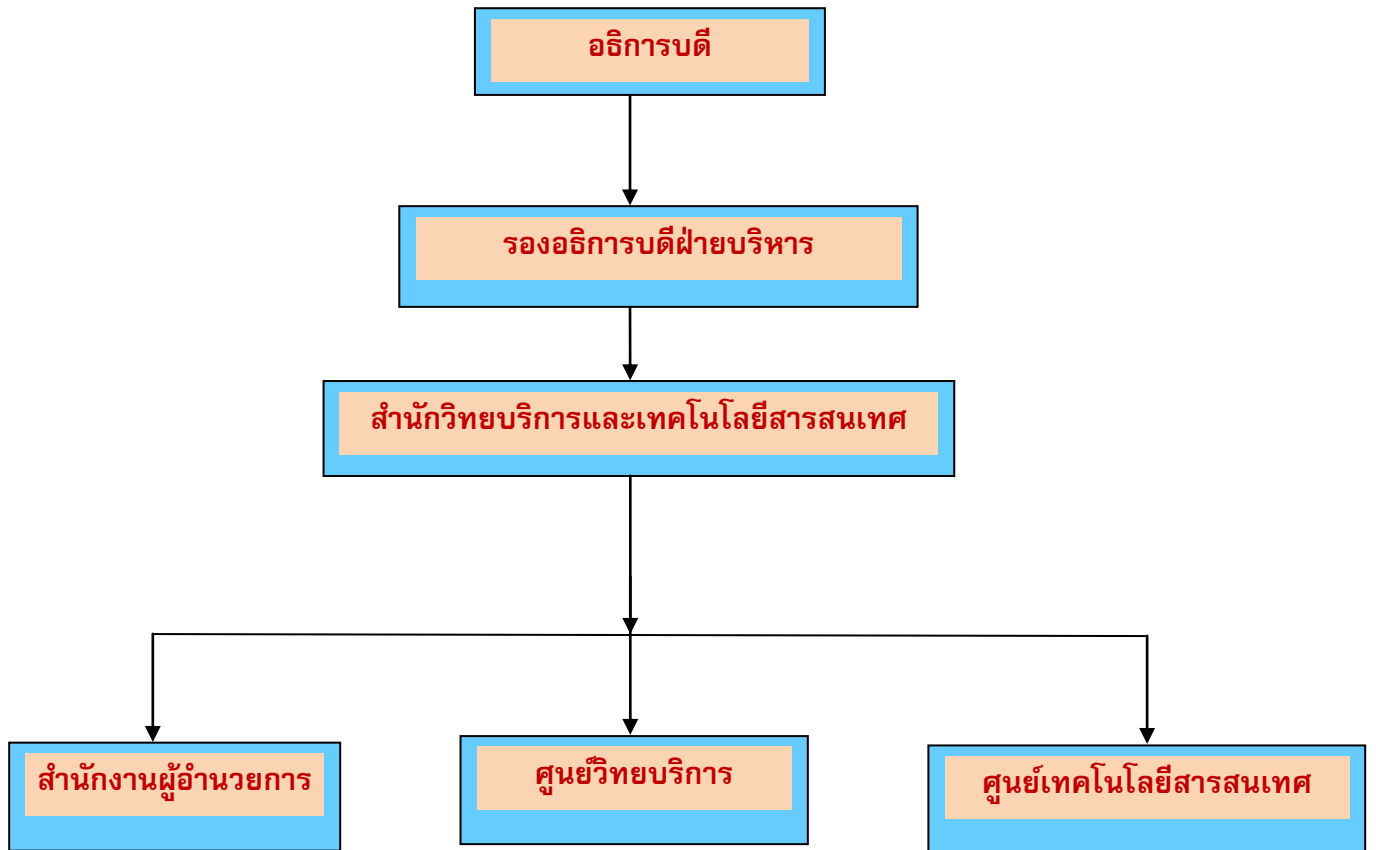 อธิการบดี
รองอธิการบดีฝ่ายบริหาร
สำนักวิทยบริการและเทคโนโลยีสารสนเทศ
สำนักงานผู้อำนวยการ
ศูนย์วิทยบริการ
ศูนย์เทคโนโลยีสารสนเทศ